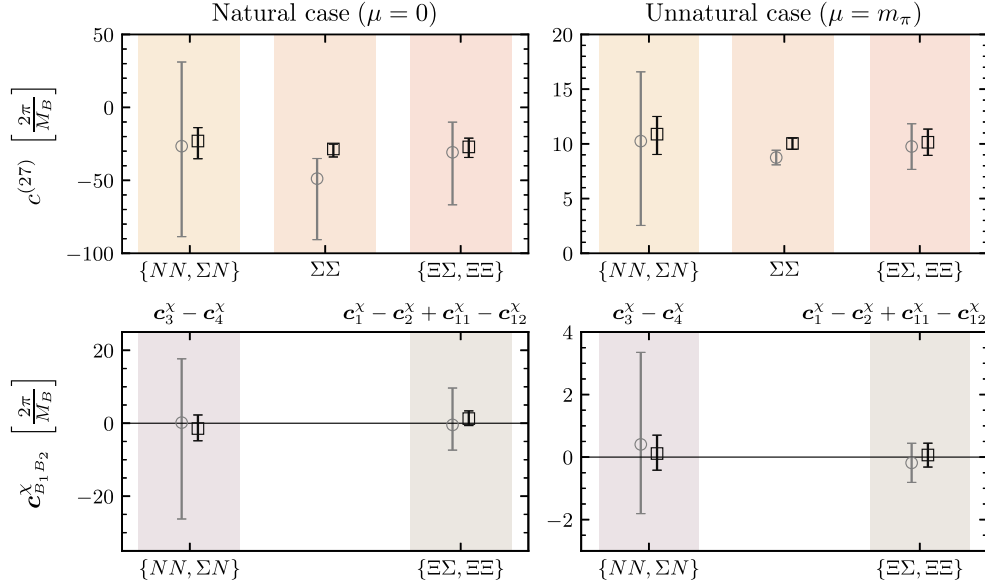 Natural case (μ = 0)
Unnatural case (μ = m_π)
c^(27) [2π/M_B]
50
0
−50
−100
{NN, ΣN}
ΣΣ
{ΞΣ, ΞΞ}
20
15
10
5
0
{NN, ΣN}
ΣΣ
{ΞΣ, ΞΞ}
c_3^χ − c_4^χ
c_1^χ − c_2^χ + c_11^χ − c_12^χ
c_3^χ − c_4^χ
c_1^χ − c_2^χ + c_11^χ − c_12^χ
c^χ_{B_1 B_2} [2π/M_B]
20
0
−20
{NN, ΣN}
{ΞΣ, ΞΞ}
4
2
0
−2
{NN, ΣN}
{ΞΣ, ΞΞ}